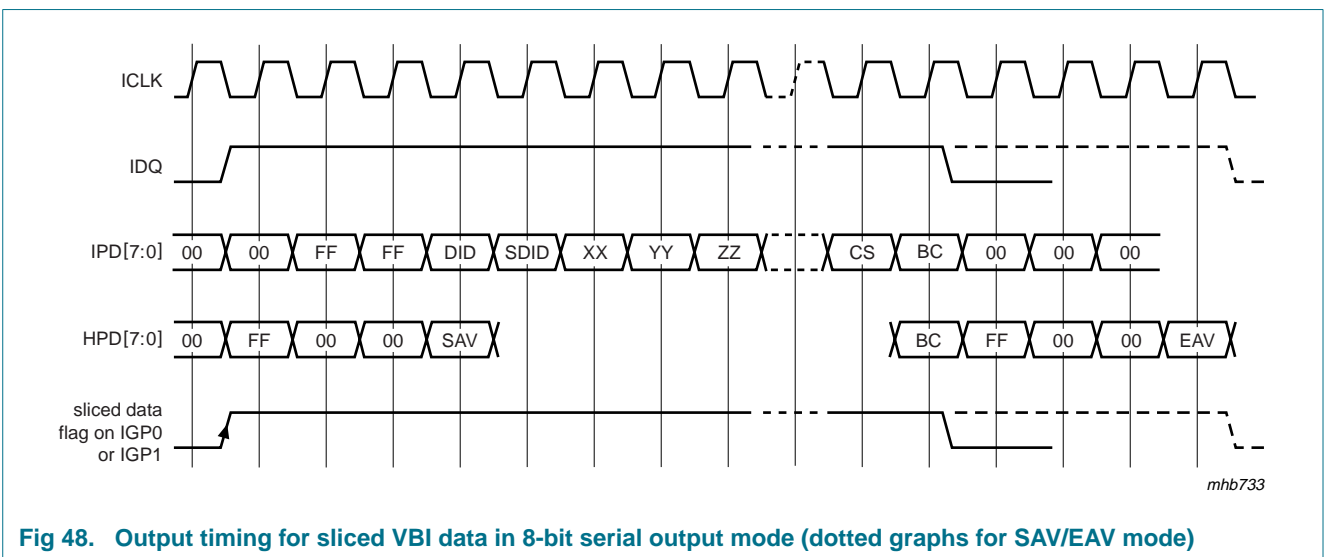 ICLK
IDQ
IPD[7:0] 00 00 FF FF DID SDID XX YY ZZ CS BC 00 00 00
HPD[7:0] 00 FF 00 00 SAV BC FF 00 00 EAV
sliced data
flag on IGP0
or IGP1
mhb733
Fig 48. Output timing for sliced VBI data in 8-bit serial output mode (dotted graphs for SAV/EAV mode)